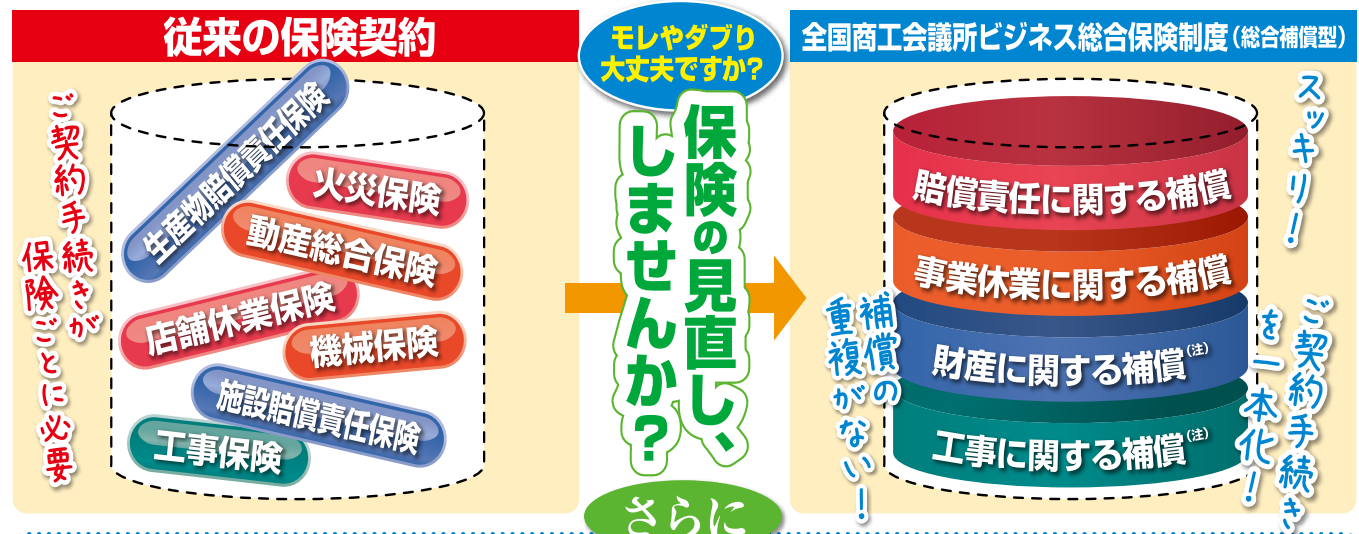 従来の保険契約
ご契約手続きが
保険ごとに必要
生産物賠償責任保険
火災保険
動産総合保険
店舗休業保険
機械保険
施設賠償責任保険
工事保険
モレやダブり
大丈夫ですか?
保険の見直し、
しませんか?
さらに
全国商工会議所ビジネス総合保険制度(総合補償型)
スッキリ!
賠償責任に関する補償
事業休業に関する補償
財産に関する補償(注)
工事に関する補償(注)
補償の
重複がない!
ご契約手続き
を一本化!